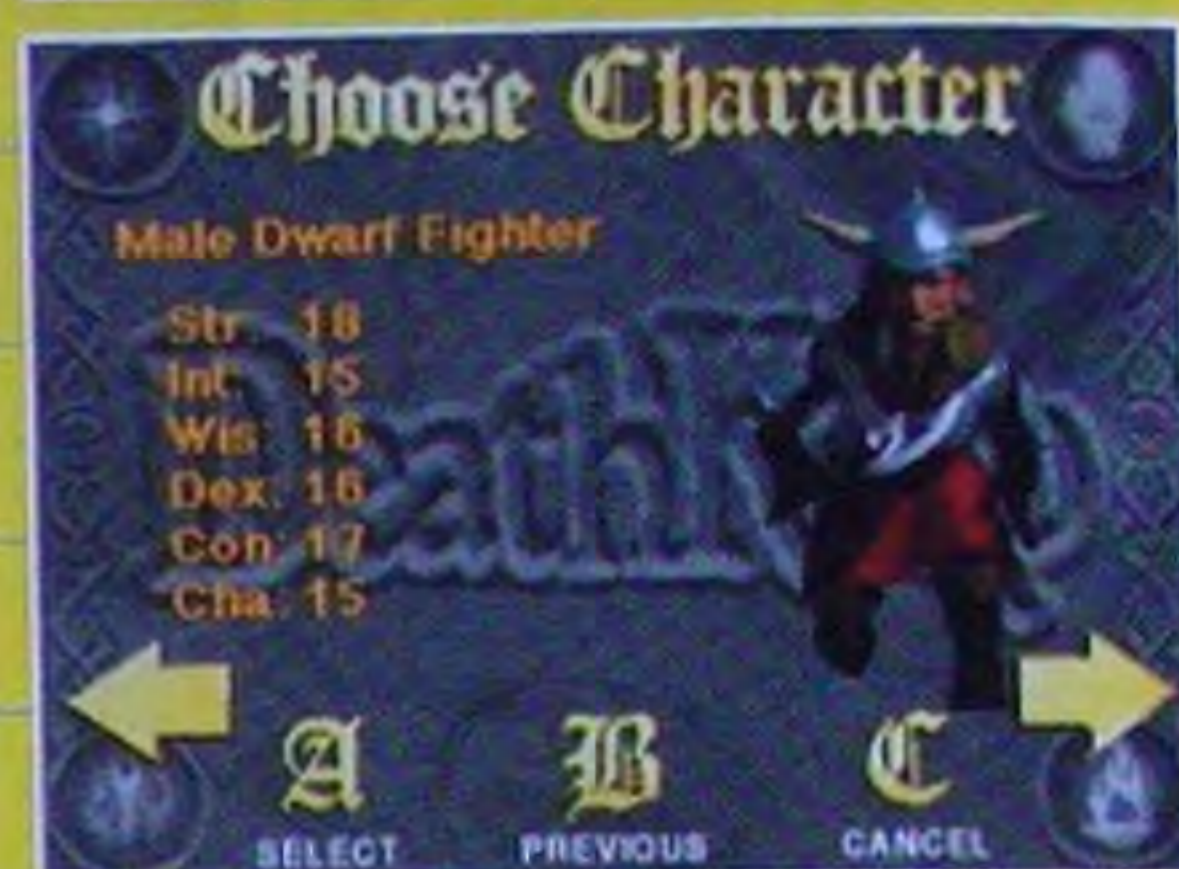 Choose Character
Male Dwarf Fighter
Str: 18
Int: 15
Wis: 16
Dex: 16
Con: 17
Cha: 15
A B C
SELECT PREVIOUS CANCEL